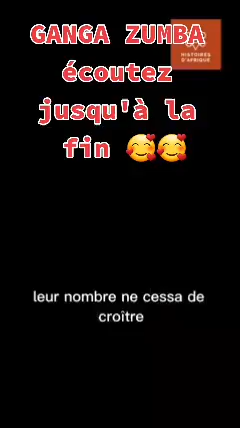 GANGA ZUMBA
HISTOIRES
D'AFRIQUE
écoutez
jusqu'à la
fin 🥰🥰
leur nombre ne cessa de
croître